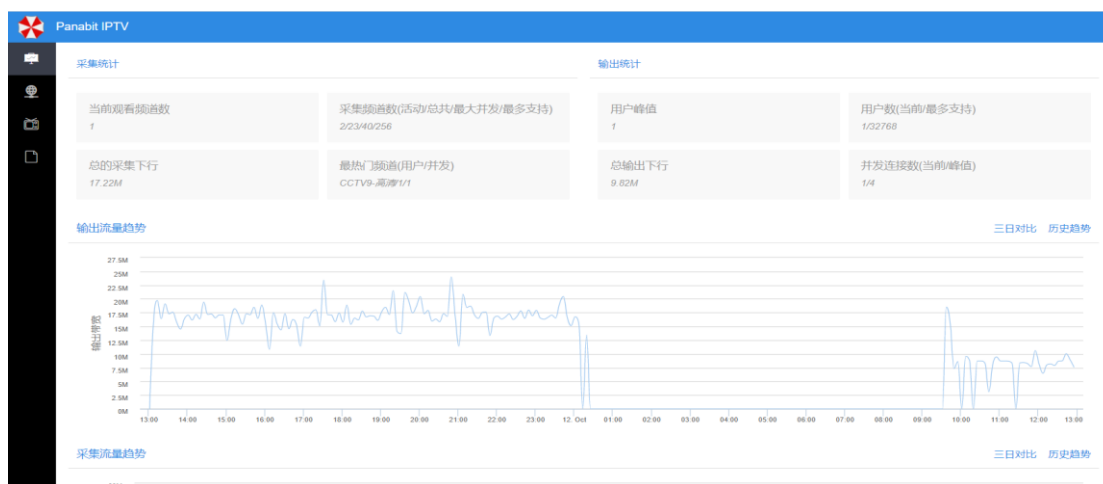 Panabit IPTV
采集统计
输出统计
当前观看频道数
1
采集频道数(活动/总共/最大并发/最多支持)
2/23/40/256
用户峰值
1
用户数(当前/最多支持)
1/32768
总的采集下行
17.22M
最热门频道(用户/并发)
CCTV9-高清/1/1
总输出下行
9.82M
并发连接数(当前/峰值)
1/4
输出流量趋势
三日对比 历史趋势
输出带宽
27.5M
25M
22.5M
20M
17.5M
15M
12.5M
10M
7.5M
5M
2.5M
0M
13:00 14:00 15:00 16:00 17:00 18:00 19:00 20:00 21:00 22:00 23:00 12. Oct 01:00 02:00 03:00 04:00 05:00 06:00 07:00 08:00 09:00 10:00 11:00 12:00 13:00
采集流量趋势
三日对比 历史趋势